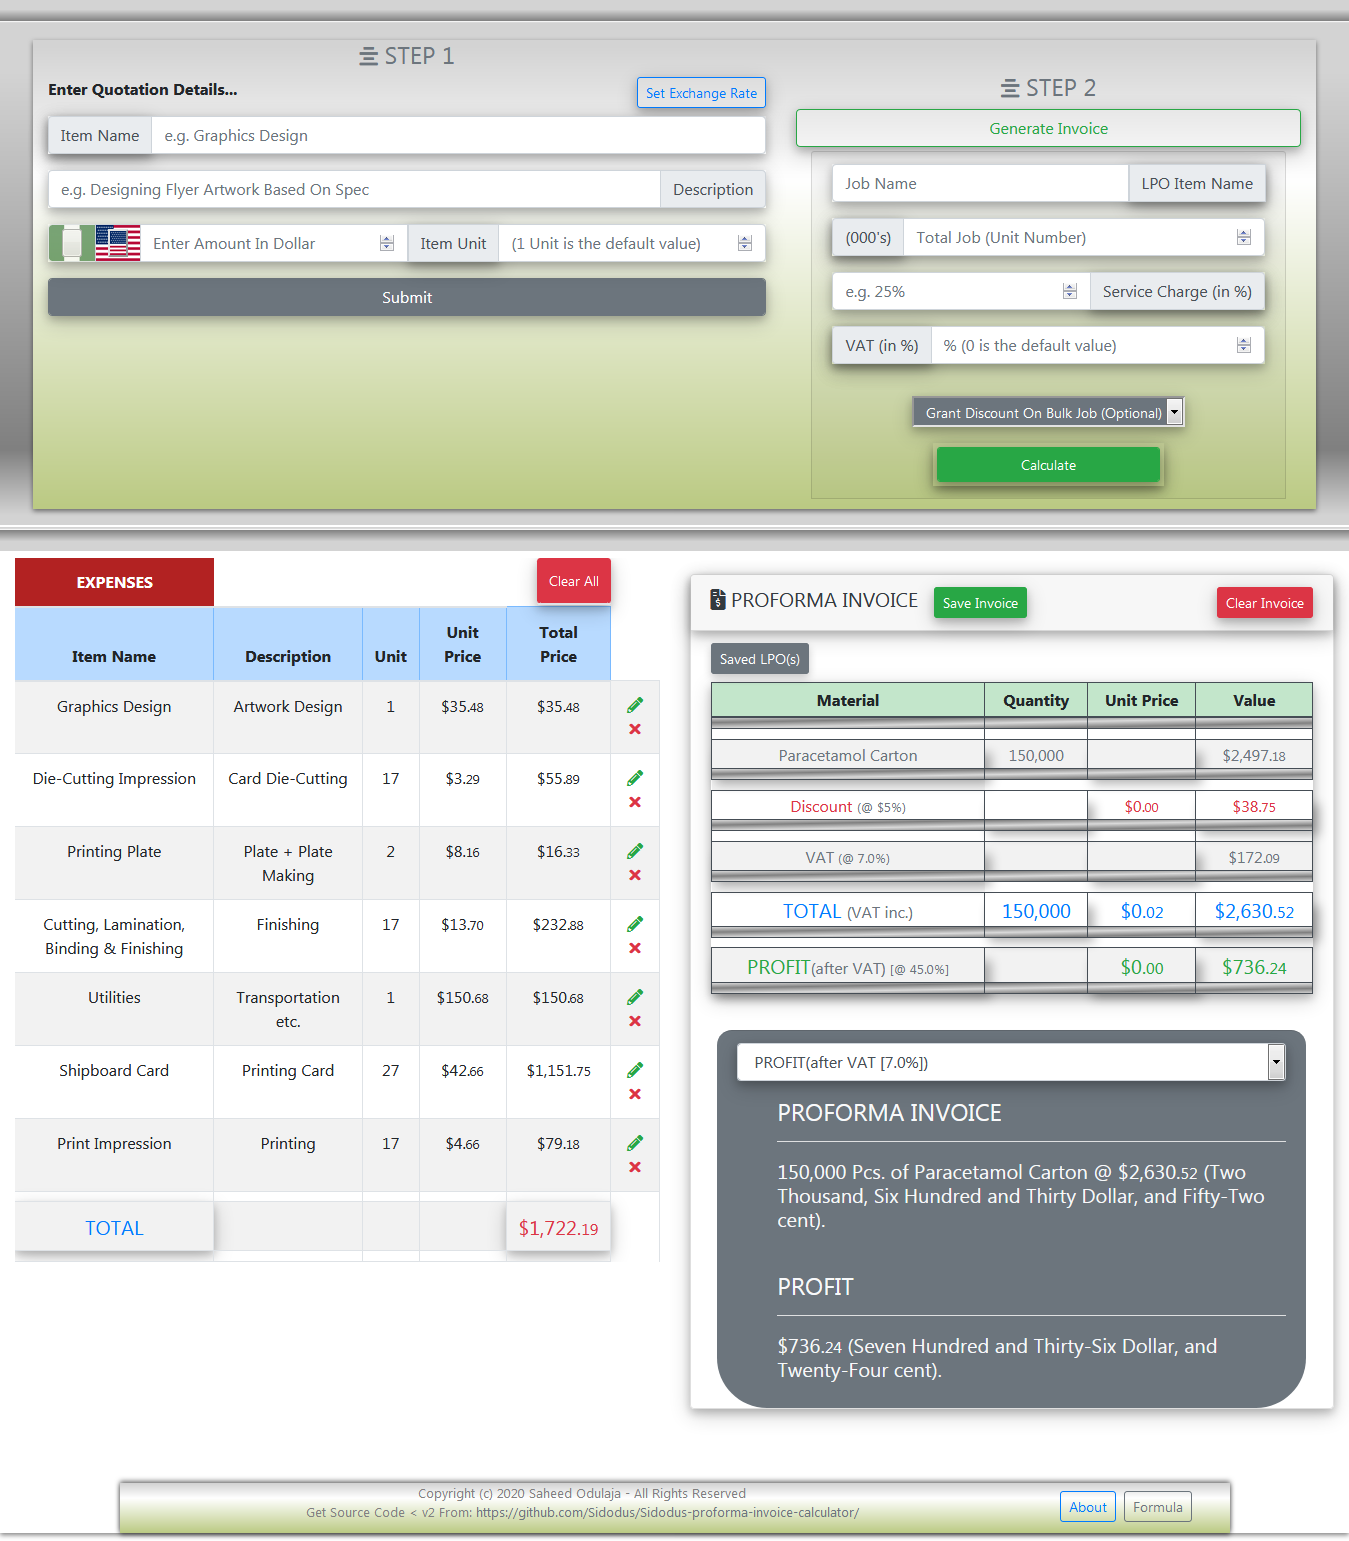 STEP 1
Enter Quotation Details...
Set Exchange Rate
Item Name
e.g. Graphics Design
e.g. Designing Flyer Artwork Based On Spec
Description
Enter Amount In Dollar
Item Unit
(1 Unit is the default value)
Submit
STEP 2
Generate Invoice
Job Name
LPO Item Name
(000's)
Total Job (Unit Number)
e.g. 25%
Service Charge (in %)
VAT (in %)
% (0 is the default value)
Grant Discount On Bulk Job (Optional)
Calculate
EXPENSES
Clear All
Item Name Description Unit Unit Price Total Price
Graphics Design Artwork Design 1 $35.48 $35.48
Die-Cutting Impression Card Die-Cutting 17 $3.29 $55.89
Printing Plate Plate + Plate Making 2 $8.16 $16.33
Cutting, Lamination, Binding & Finishing Finishing 17 $13.70 $232.88
Utilities Transportation etc. 1 $150.68 $150.68
Shipboard Card Printing Card 27 $42.66 $1,151.75
Print Impression Printing 17 $4.66 $79.18
TOTAL $1,722.19
PROFORMA INVOICE
Save Invoice
Clear Invoice
Saved LPO(s)
Material Quantity Unit Price Value
Paracetamol Carton 150,000 $2,497.18
Discount (@ $5%) $0.00 $38.75
VAT (@ 7.0%) $172.09
TOTAL (VAT inc.) 150,000 $0.02 $2,630.52
PROFIT(after VAT) [@ 45.0%] $0.00 $736.24
PROFIT(after VAT [7.0%])
PROFORMA INVOICE
150,000 Pcs. of Paracetamol Carton @ $2,630.52 (Two
Thousand, Six Hundred and Thirty Dollar, and Fifty-Two
cent).
PROFIT
$736.24 (Seven Hundred and Thirty-Six Dollar, and
Twenty-Four cent).
Copyright (c) 2020 Saheed Odulaja - All Rights Reserved
Get Source Code < v2 From: https://github.com/Sidodus/Sidodus-proforma-invoice-calculator/
About
Formula